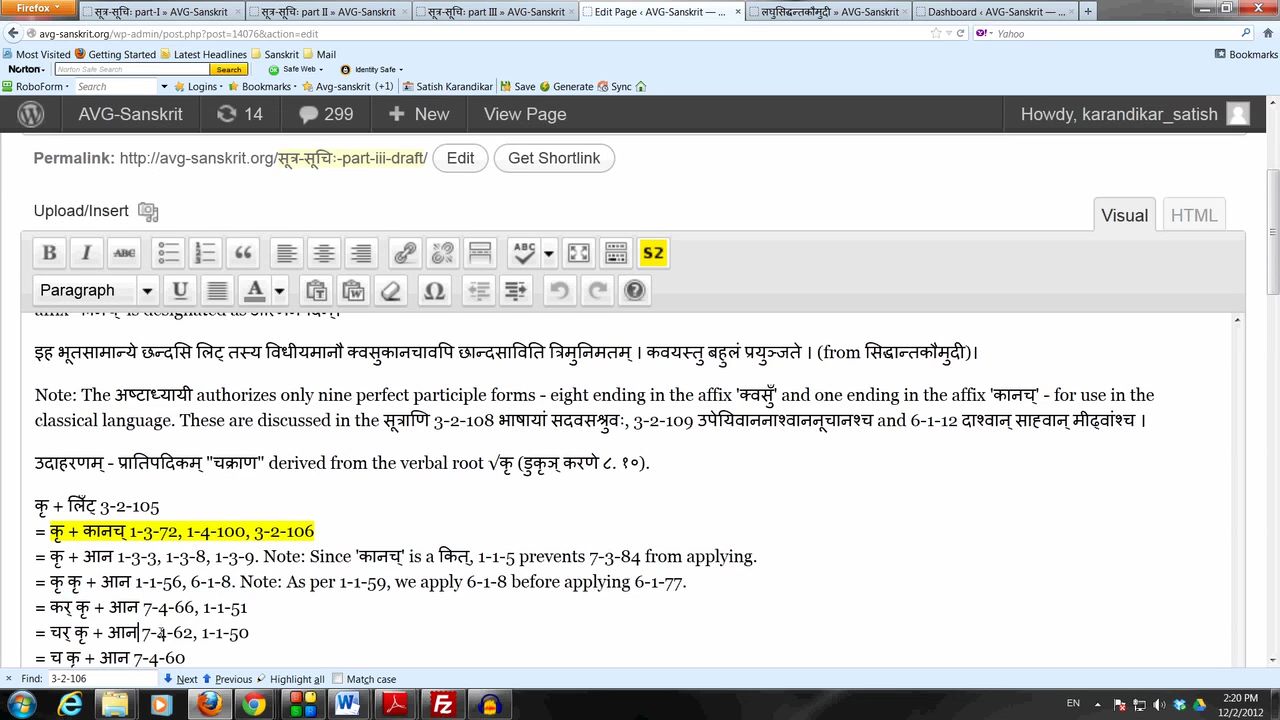 Firefox
सूत्र-सूचिः part-I » AVG-Sanskrit
सूत्र-सूचिः part II » AVG-Sanskrit
सूत्र-सूचिः part III » AVG-Sanskrit
Edit Page ‹ AVG-Sanskrit — ...
लघुसिद्धन्तकौमुदी » AVG-Sanskrit
Dashboard ‹ AVG-Sanskrit — ...
avg-sanskrit.org/wp-admin/post.php?post=14076&action=edit
Yahoo
Most Visited Getting Started Latest Headlines Sanskrit Mail Bookmarks
Norton Norton Safe Search Search Safe Web Identity Safe
RoboForm Search Logins Bookmarks Avg-sanskrit (+1) Satish Karandikar Save Generate Sync
AVG-Sanskrit 14 299 New View Page Howdy, karandikar_satish
Permalink: http://avg-sanskrit.org/सूत्र-सूचिः-part-iii-draft/ Edit Get Shortlink
Upload/Insert Visual HTML
B I ABC ABC S2
Paragraph U A Ω
इह भूतसामान्ये छन्दसि लिट् तस्य विधीयमानौ क्वसुकानचावपि छान्दसाविति त्रिमुनिमतम् । कवयस्तु बहुलं प्रयुञ्जते । (from सिद्धान्तकौमुदी)।
Note: The अष्टाध्यायी authorizes only nine perfect participle forms - eight ending in the affix 'क्वसुँ' and one ending in the affix 'कानच्' - for use in the
classical language. These are discussed in the सूत्राणि 3-2-108 भाषायां सदवसश्रुवः, 3-2-109 उपेयिवाननाश्वाननूचानश्च and 6-1-12 दाश्वान् साह्वान् मीढ्वांश्च ।
उदाहरणम् - प्रातिपदिकम् "चक्राण" derived from the verbal root √कृ (डुकृञ् करणे ८. १०).
कृ + लिँट् 3-2-105
= कृ + कानच् 1-3-72, 1-4-100, 3-2-106
= कृ + आन 1-3-3, 1-3-8, 1-3-9. Note: Since 'कानच्' is a कित्, 1-1-5 prevents 7-3-84 from applying.
= कृ कृ + आन 1-1-56, 6-1-8. Note: As per 1-1-59, we apply 6-1-8 before applying 6-1-77.
= कर् कृ + आन 7-4-66, 1-1-51
= चर् कृ + आन 7-4-62, 1-1-50
= च कृ + आन 7-4-60
Find: 3-2-106 Next Previous Highlight all Match case
EN 2:20 PM
12/2/2012